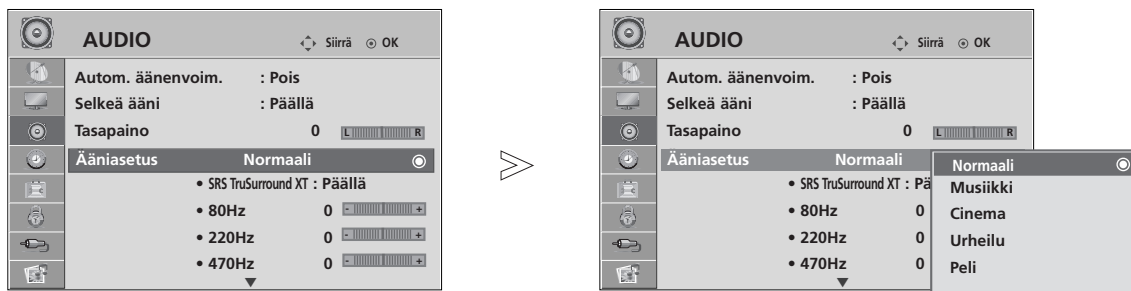 AUDIO
Siirrä ⊙ OK
Autom. äänenvoim. : Pois
Selkeä ääni : Päällä
Tasapaino 0 L R
Ääniasetus Normaali
• SRS TruSurround XT : Päällä
• 80Hz 0 - +
• 220Hz 0 - +
• 470Hz 0 - +
AUDIO
Siirrä ⊙ OK
Autom. äänenvoim. : Pois
Selkeä ääni : Päällä
Tasapaino 0 L R
Ääniasetus Normaali
• SRS TruSurround XT : Pä
• 80Hz 0
• 220Hz 0
• 470Hz 0
Normaali
Musiikki
Cinema
Urheilu
Peli